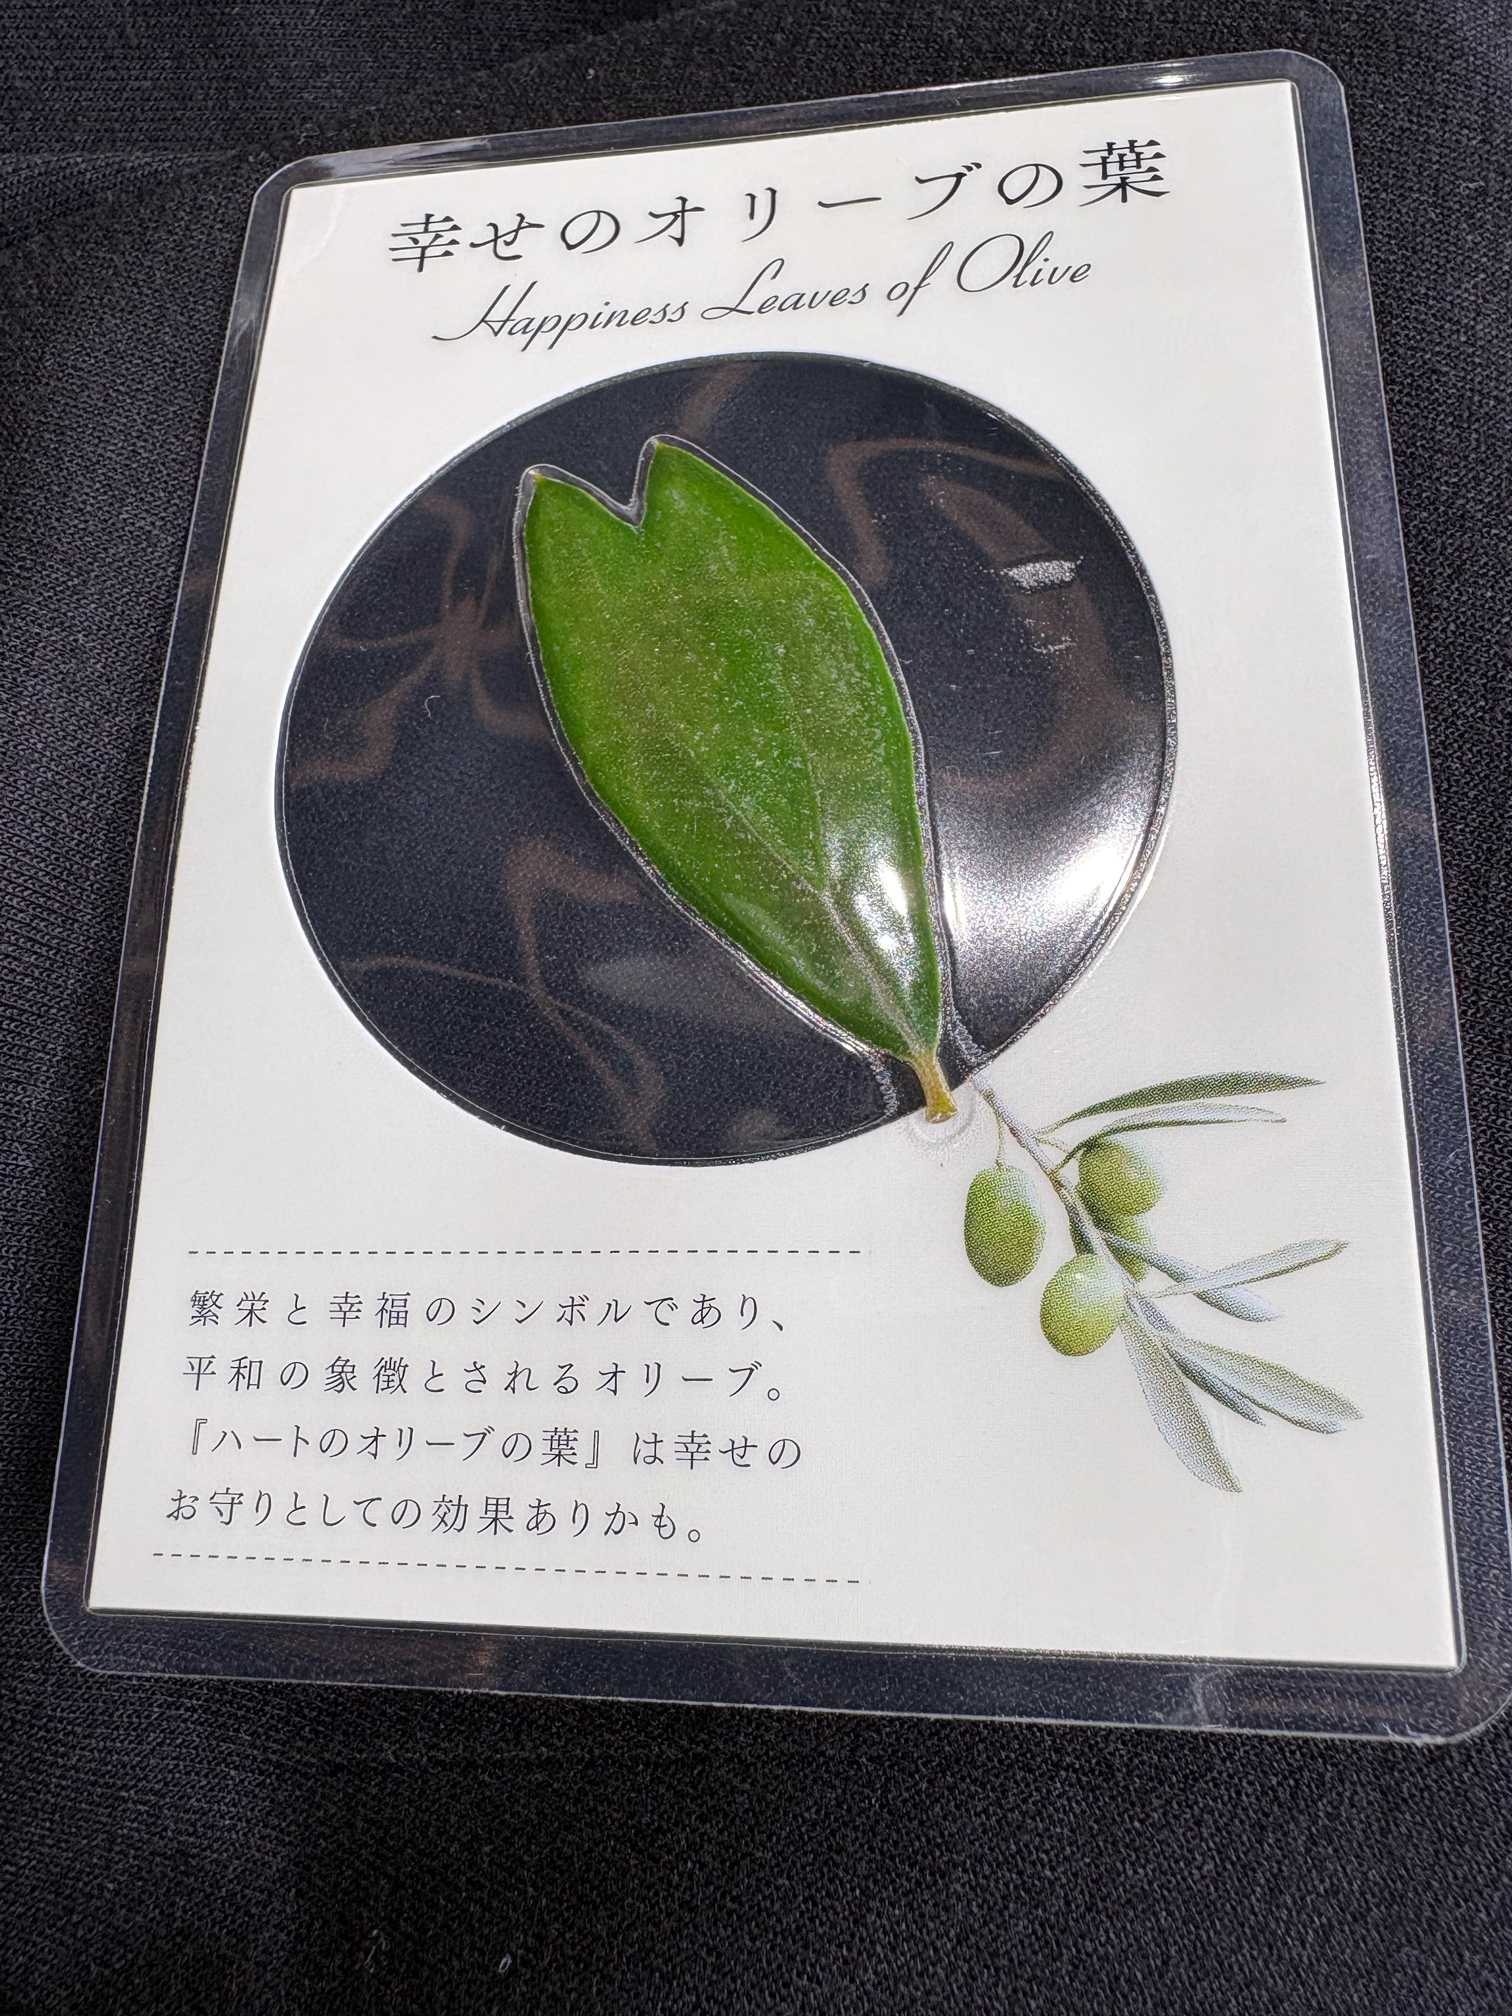 幸せのオリーブの葉
Happiness Leaves of Olive
繁栄と幸福のシンボルであり、
平和の象徴とされるオリーブ。
『ハートのオリーブの葉』は幸せの
お守りとしての効果ありかも。